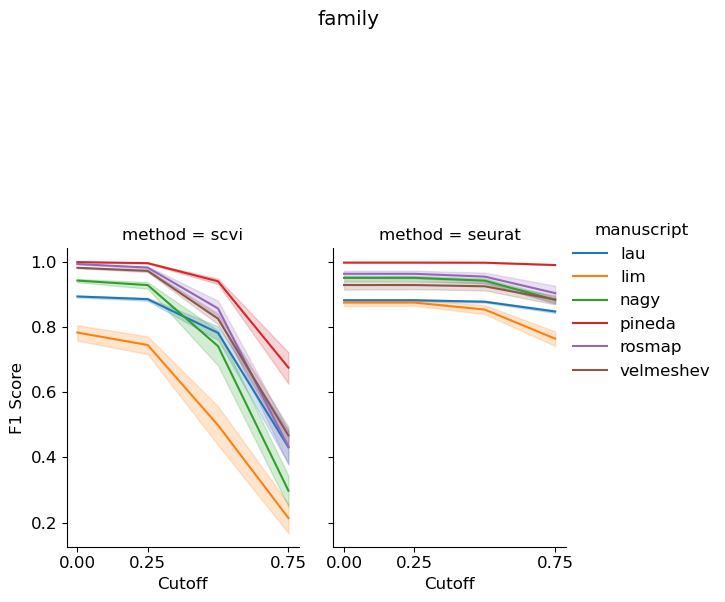 family
method = scvi
method = seurat
manuscript
lau
lim
nagy
pineda
rosmap
velmeshev
F1 Score
1.0
0.8
0.6
0.4
0.2
0.00
0.25
0.75
0.00
0.25
0.75
Cutoff
Cutoff